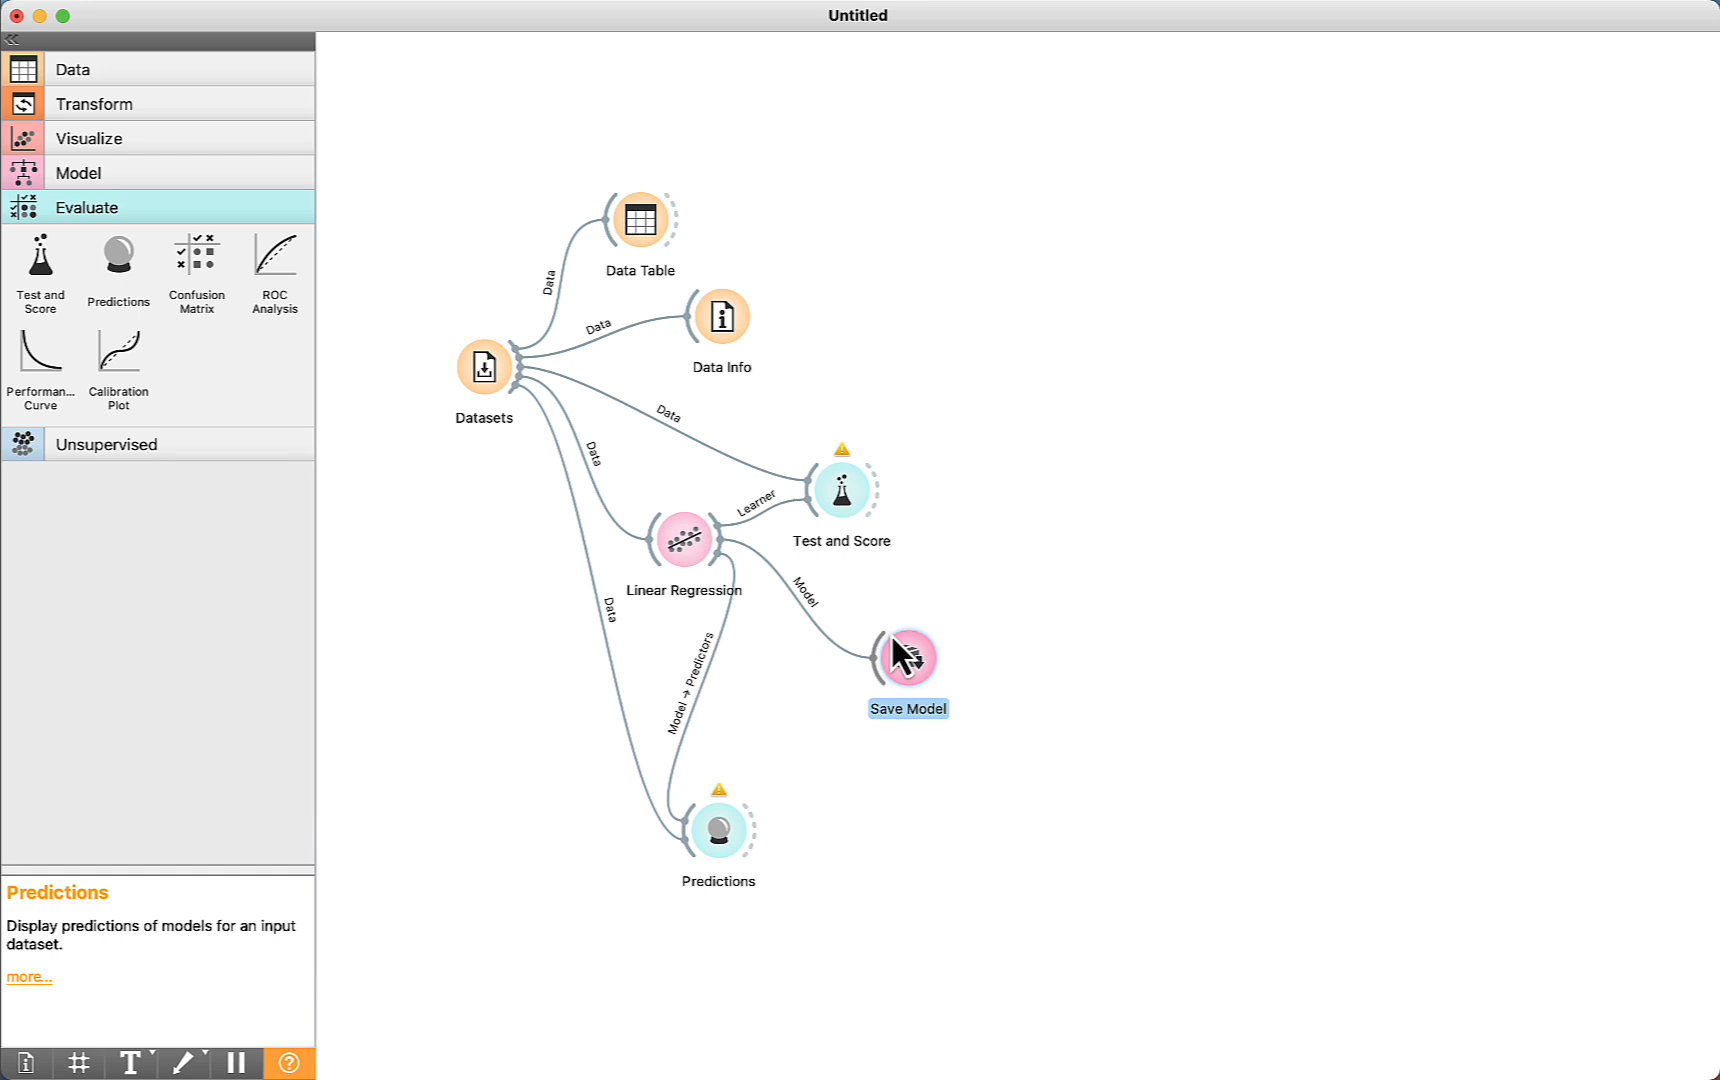 Untitled
Data
Transform
Visualize
Model
Evaluate
Test and
Score
Predictions
Confusion
Matrix
ROC
Analysis
Performan...
Curve
Calibration
Plot
Unsupervised
Predictions
Display predictions of models for an input
dataset.
more...
Data Table
Data
Data
Data Info
Datasets
Data
Data
Learner
Test and Score
Linear Regression
Data
Model
Model → Predictors
Save Model
Predictions